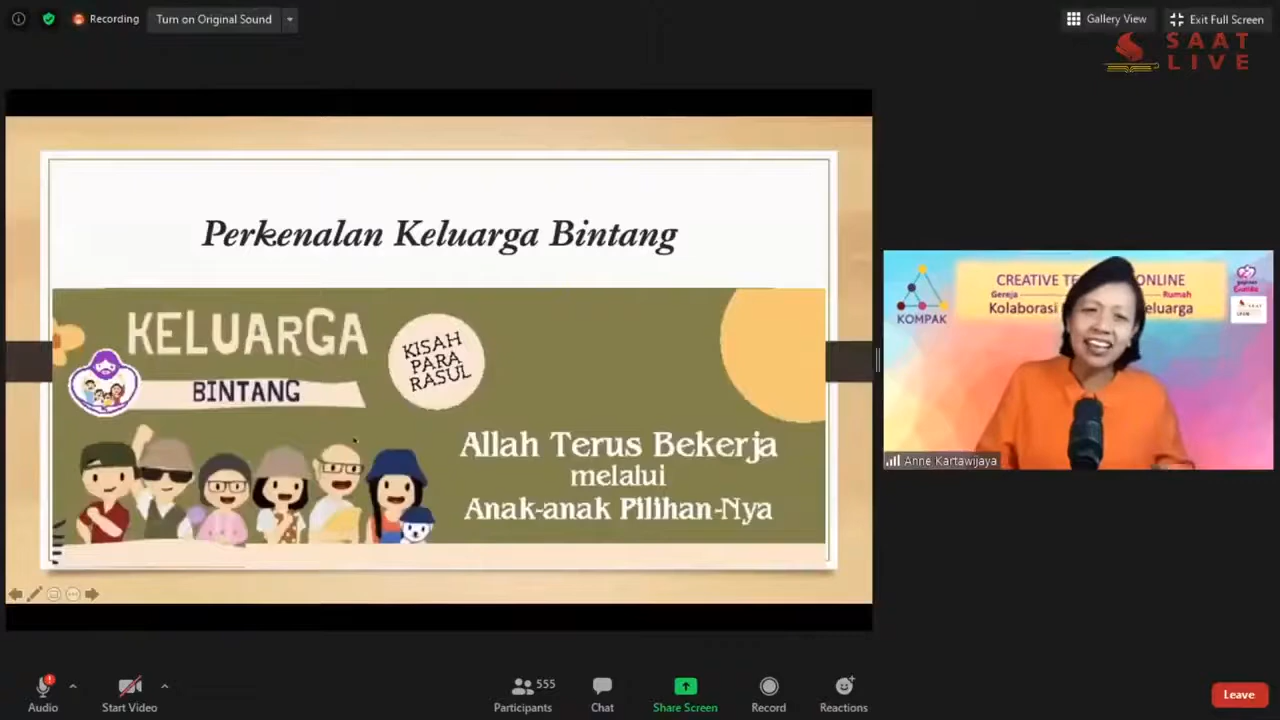 Recording
Turn on Original Sound
Gallery View
Exit Full Screen
SAAT
LIVE
Perkenalan Keluarga Bintang
KELUARGA
BINTANG
KISAH
PARA
RASUL
Allah Terus Bekerja
melalui
Anak-anak Pilihan-Nya
KOMPAK
CREATIVE
ONLINE
Gereja
Rumah
Kolaborasi
Anne Kartawijaya
Audio
Start Video
555
Participants
Chat
Share Screen
Record
Reactions
Leave